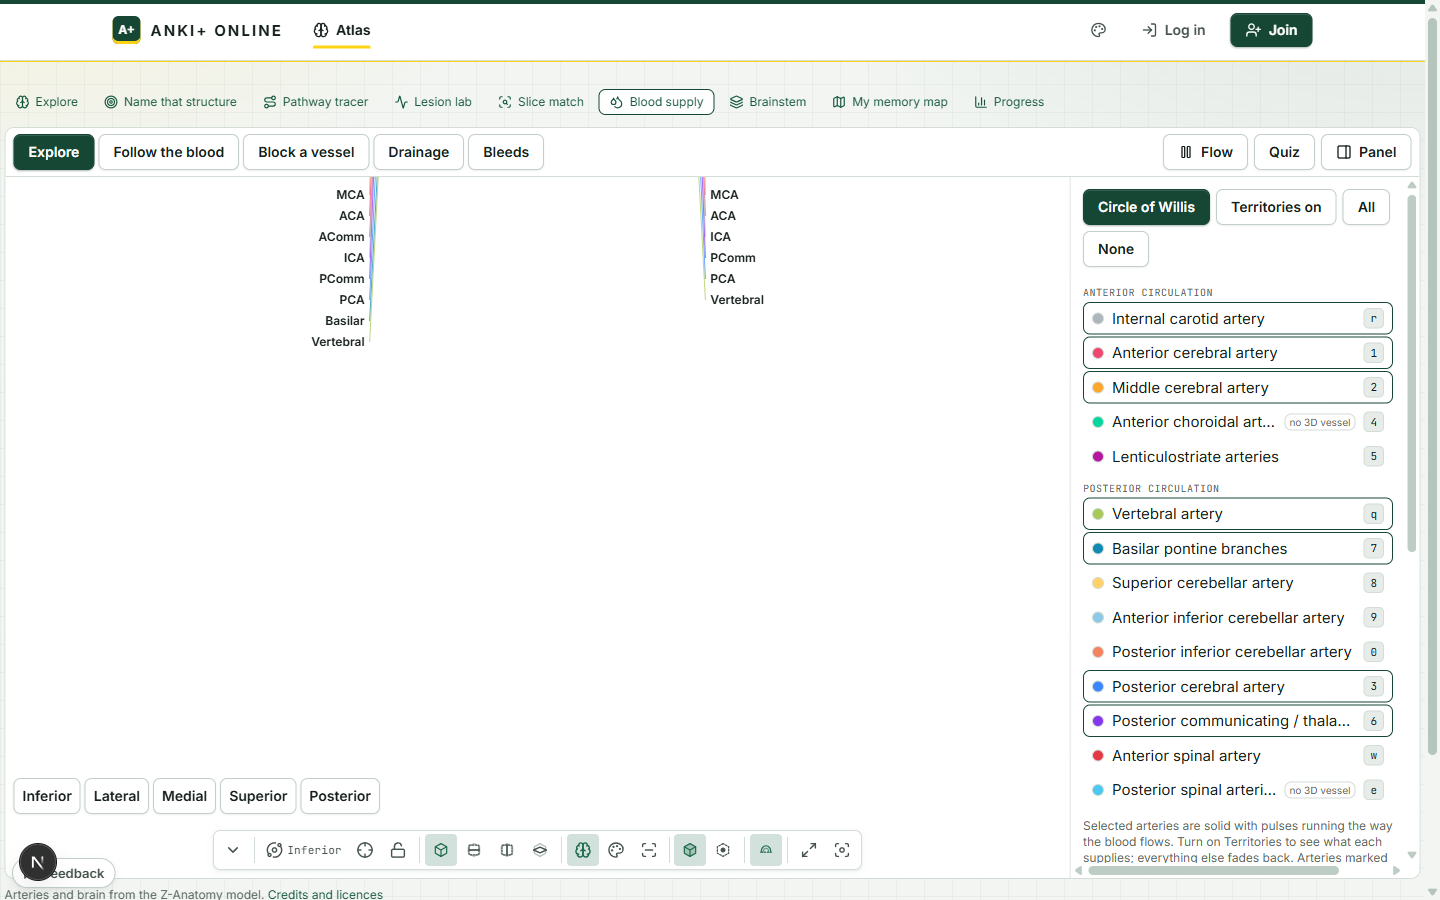 A+ ANKI+ ONLINE Atlas Log in Join
Explore Name that structure Pathway tracer Lesion lab Slice match Blood supply Brainstem My memory map Progress
Explore Follow the blood Block a vessel Drainage Bleeds Flow Quiz Panel
MCA
ACA
AComm
ICA
PComm
PCA
Basilar
Vertebral
MCA
ACA
ICA
PComm
PCA
Vertebral
Circle of Willis Territories on All
None
ANTERIOR CIRCULATION
Internal carotid artery r
Anterior cerebral artery 1
Middle cerebral artery 2
Anterior choroidal art... no 3D vessel 4
Lenticulostriate arteries 5
POSTERIOR CIRCULATION
Vertebral artery q
Basilar pontine branches 7
Superior cerebellar artery 8
Anterior inferior cerebellar artery 9
Posterior inferior cerebellar artery 0
Posterior cerebral artery 3
Posterior communicating / thala... 6
Anterior spinal artery w
Posterior spinal arteri... no 3D vessel e
Selected arteries are solid with pulses running the way
the blood flows. Turn on Territories to see what each
supplies; everything else fades back. Arteries marked
Inferior Lateral Medial Superior Posterior
Inferior
N eedback
Arteries and brain from the Z-Anatomy model. Credits and licences